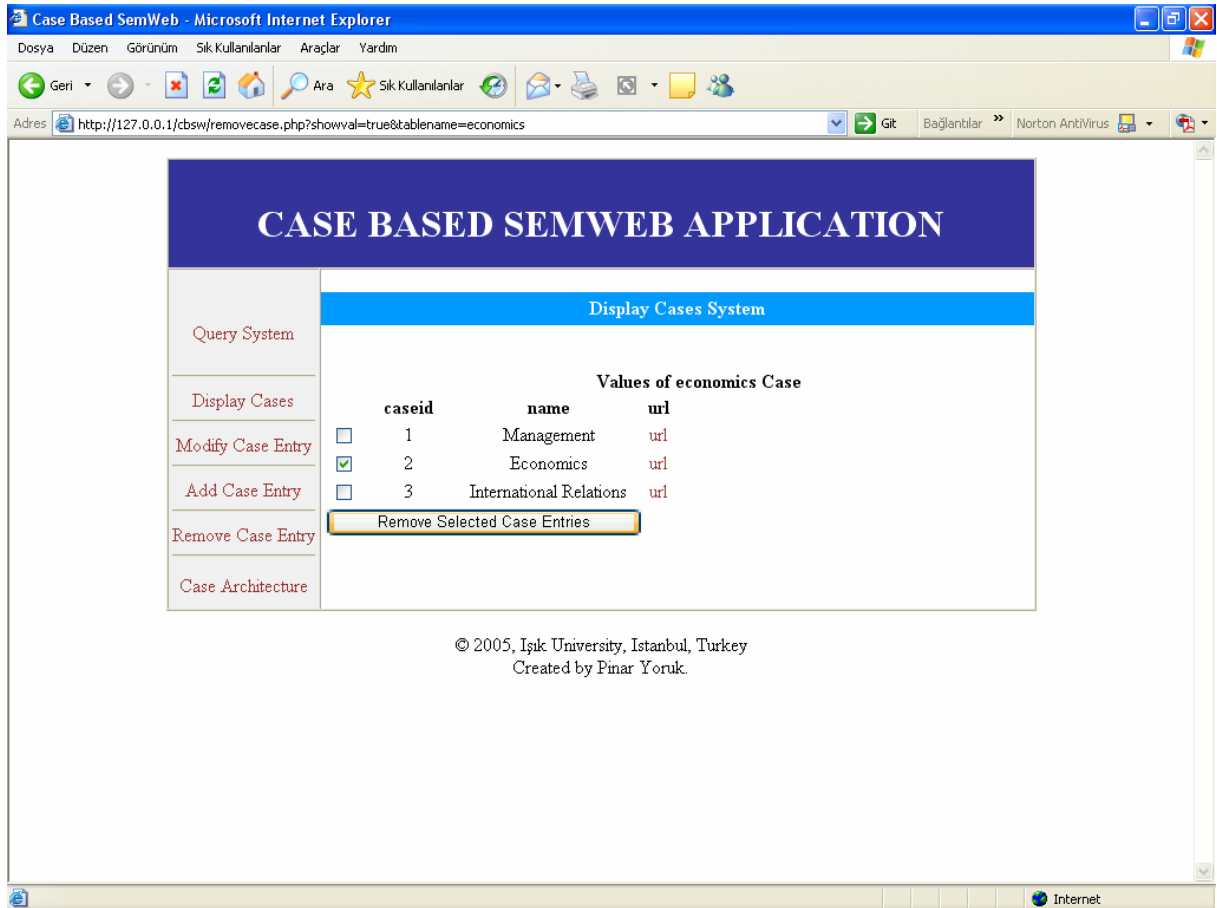 Case Based SemWeb - Microsoft Internet Explorer
Dosya Düzen Görünüm Sık Kullanılanlar Araçlar Yardım
Geri Ara Sık Kullanılanlar
Adres http://127.0.0.1/cbsw/removecase.php?showval=true&tablename=economics Git Bağlantılar » Norton AntiVirus
CASE BASED SEMWEB APPLICATION
Display Cases System
Query System
Display Cases
Modify Case Entry
Add Case Entry
Remove Case Entry
Case Architecture
Values of economics Case
caseid name url
1 Management url
2 Economics url
3 International Relations url
Remove Selected Case Entries
© 2005, Işık University, Istanbul, Turkey
Created by Pinar Yoruk.
Internet